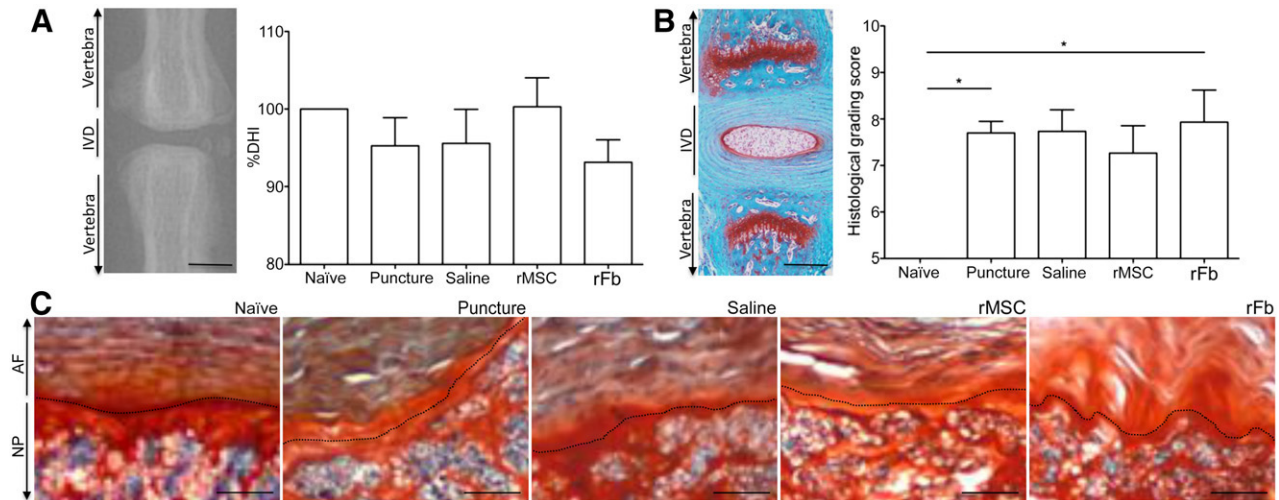 A
Vertebra
IVD
Vertebra
%DHI
110
100
90
80
Naïve Puncture Saline rMSC rFb
B
Vertebra
IVD
Vertebra
Histological grading score
10
9
8
7
6
5
*
*
Naïve Puncture Saline rMSC rFb
C
Naïve Puncture Saline rMSC rFb
AF
NP